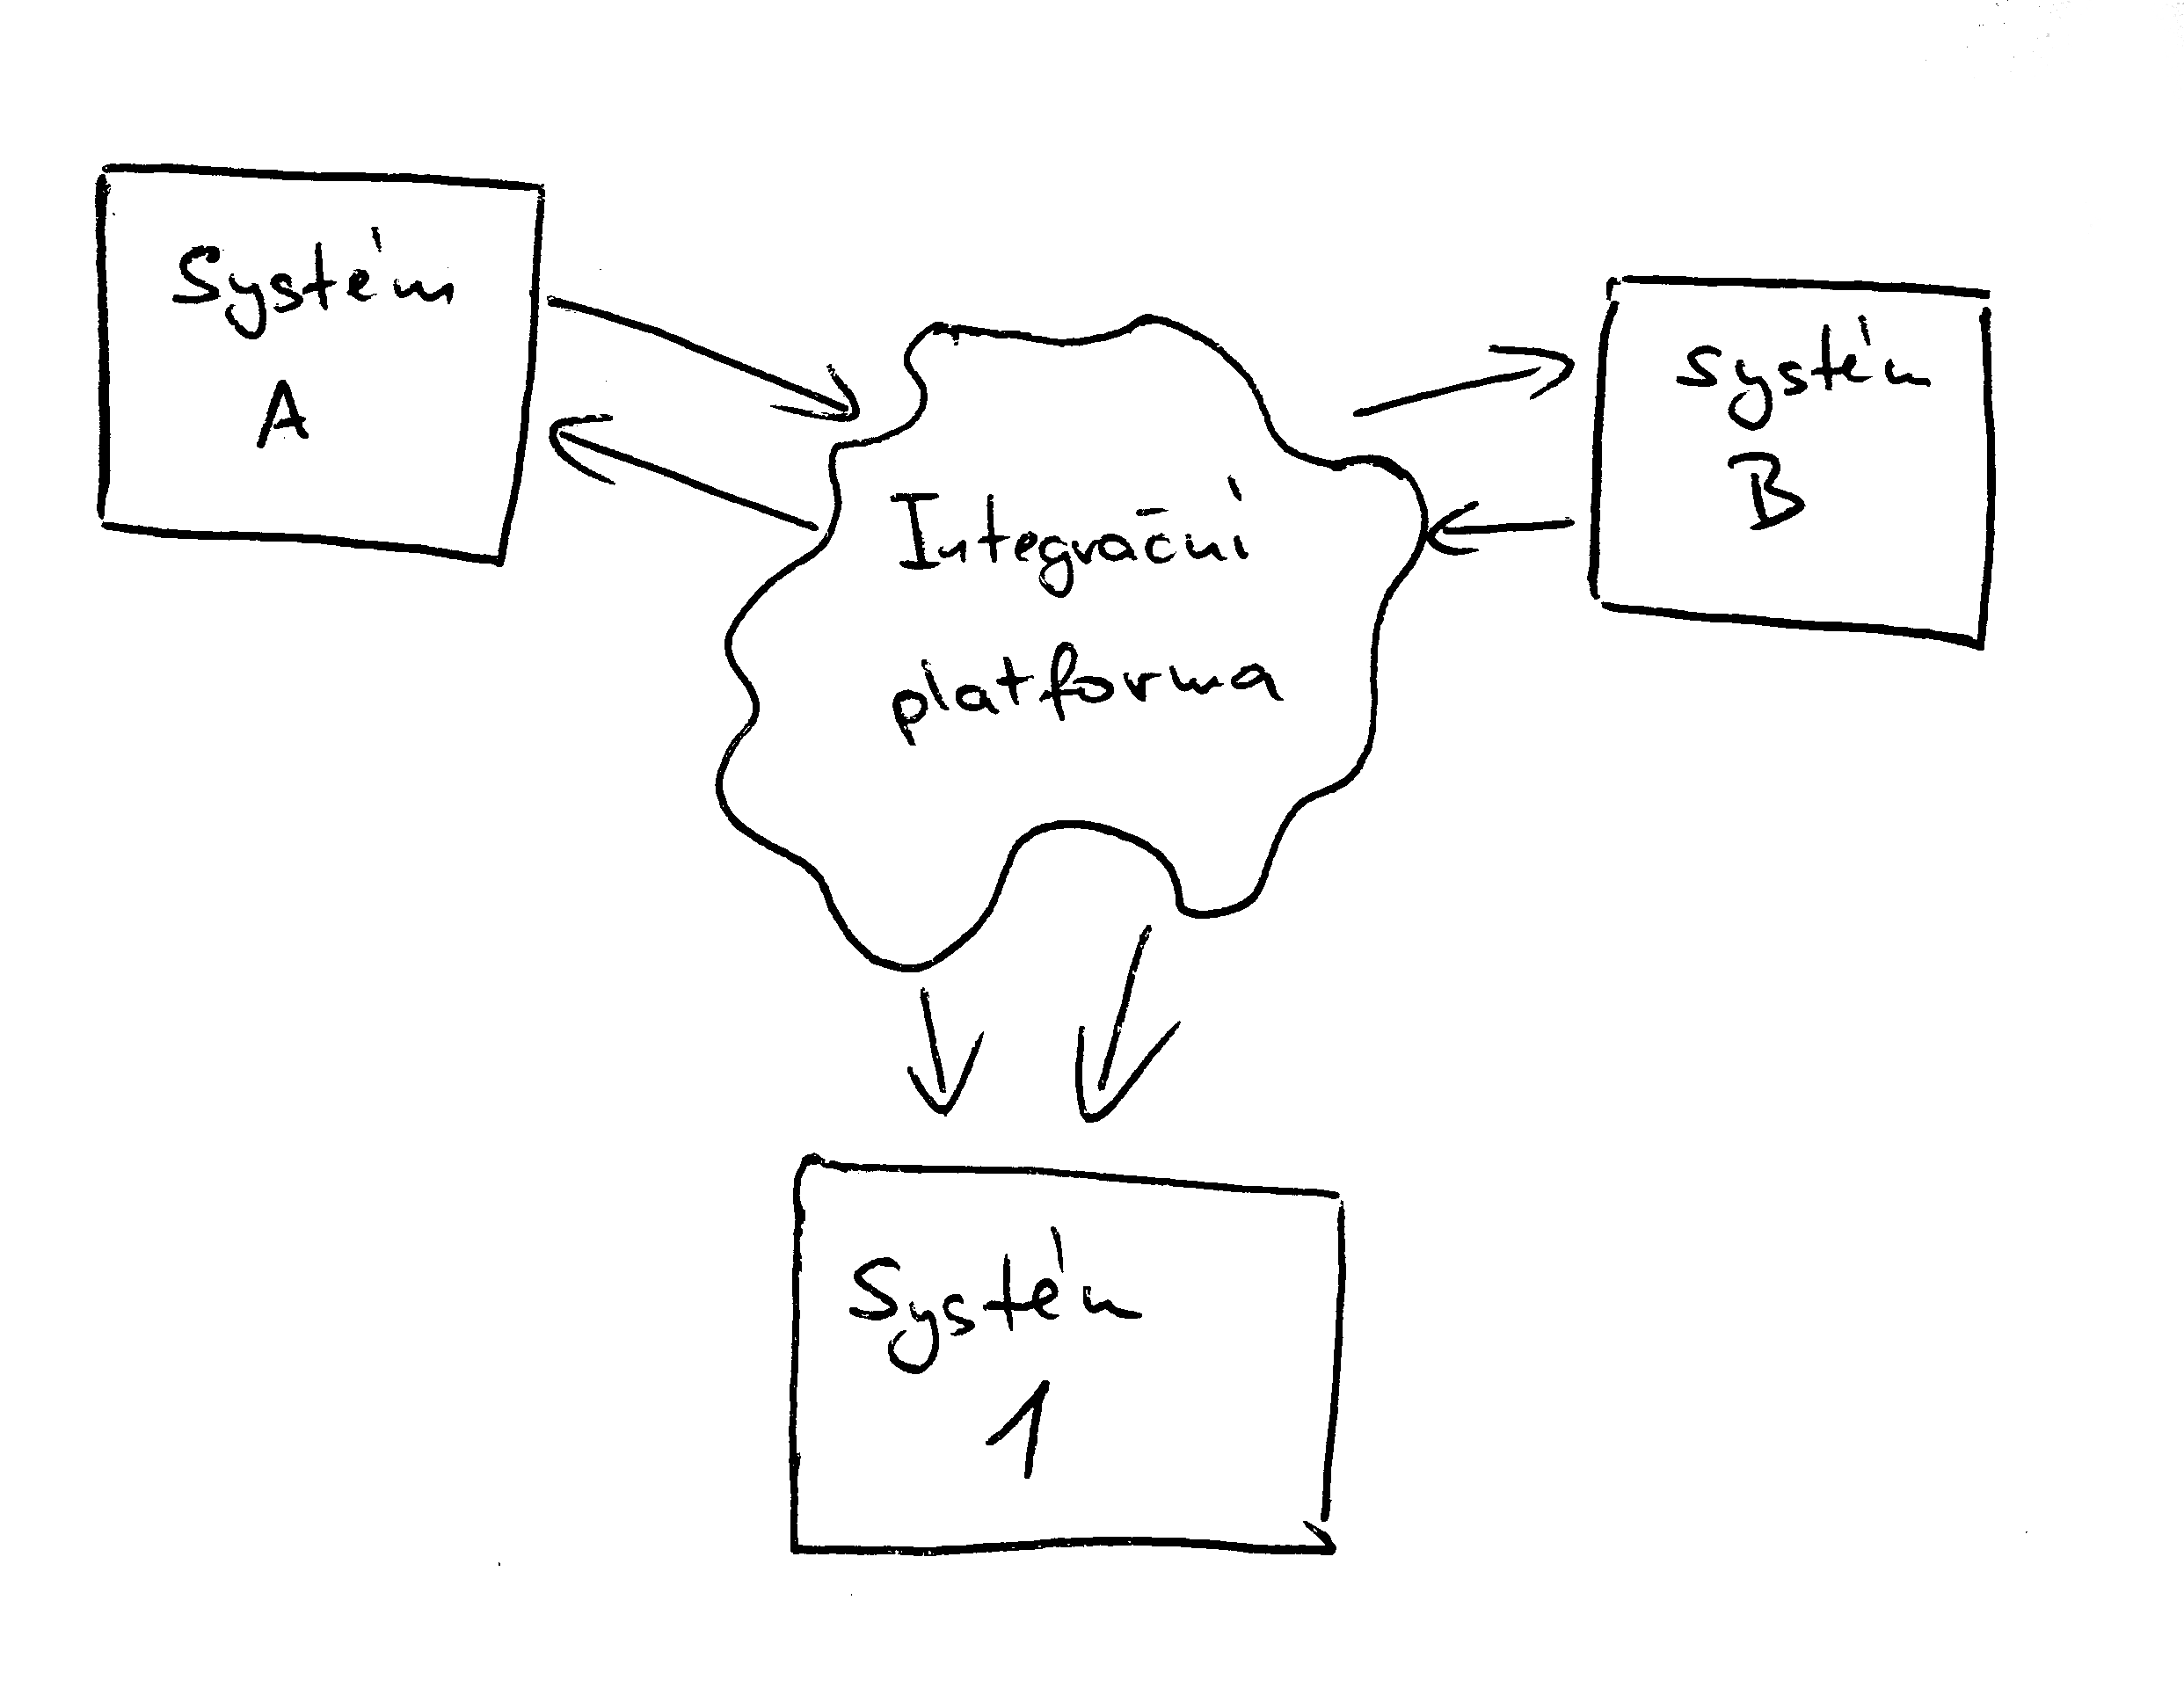 Systém
A
Systém
B
Integrační
platforma
Systém
1